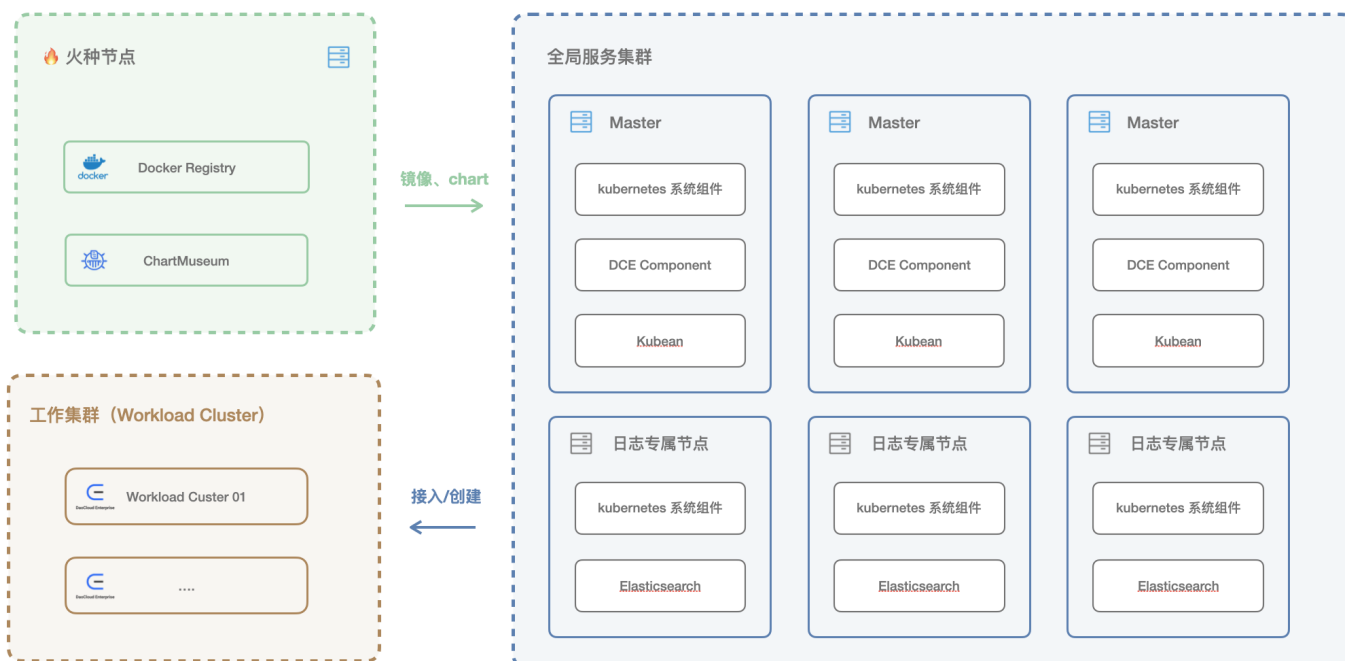 火种节点
docker
Docker Registry
ChartMuseum
镜像、chart
工作集群（Workload Cluster）
DaoCloud Enterprise
Workload Custer 01
DaoCloud Enterprise
....
接入/创建
全局服务集群
Master
kubernetes 系统组件
DCE Component
Kubean
Master
kubernetes 系统组件
DCE Component
Kubean
Master
kubernetes 系统组件
DCE Component
Kubean
日志专属节点
kubernetes 系统组件
Elasticsearch
日志专属节点
kubernetes 系统组件
Elasticsearch
日志专属节点
kubernetes 系统组件
Elasticsearch